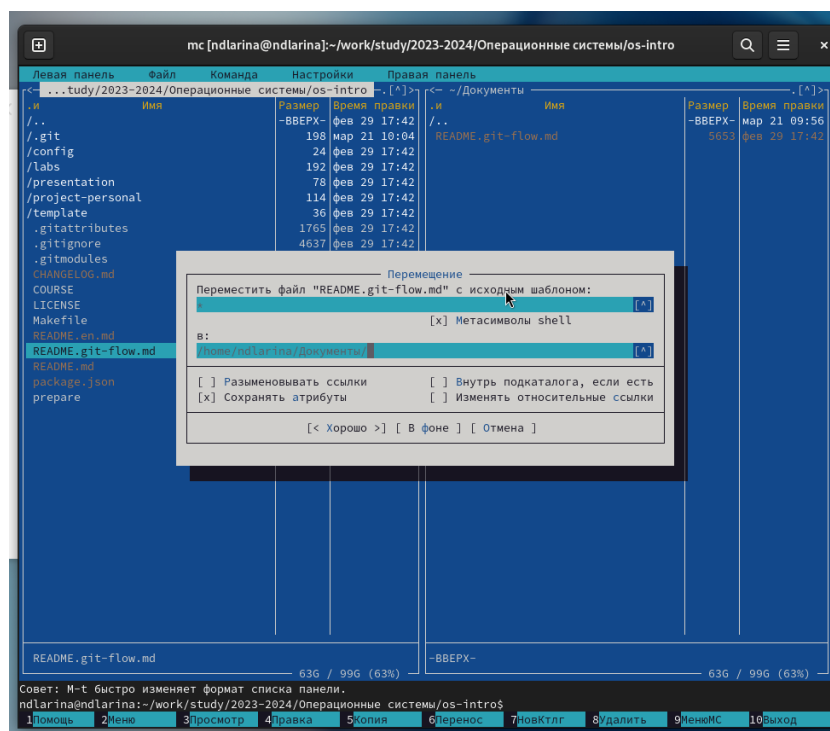 mc [ndlarina@ndlarina]:~/work/study/2023-2024/Операционные системы/os-intro
Левая панель Файл Команда Настройки Правая панель
<— ...tudy/2023-2024/Операционные системы/os-intro —.[^]>
.и Имя Размер Время правки
/.. -ВВЕРХ- фев 29 17:42
/.git 198 мар 21 10:04
/config 24 фев 29 17:42
/labs 192 фев 29 17:42
/presentation 78 фев 29 17:42
/project-personal 114 фев 29 17:42
/template 36 фев 29 17:42
.gitattributes 1765 фев 29 17:42
.gitignore 4637 фев 29 17:42
.gitmodules
CHANGELOG.md
COURSE
LICENSE
Makefile
README.en.md
README.git-flow.md
README.md
package.json
prepare
<— ~/Документы —.[^]>
.и Имя Размер Время правки
/.. -ВВЕРХ- мар 21 09:56
README.git-flow.md 5653 фев 29 17:42
Перемещение
Переместить файл "README.git-flow.md" с исходным шаблоном:
* [^]
[x] Метасимволы shell
в:
/home/ndlarina/Документы/ [^]
[ ] Разыменовывать ссылки [ ] Внутрь подкаталога, если есть
[x] Сохранять атрибуты [ ] Изменять относительные ссылки
[< Хорошо >] [ В фоне ] [ Отмена ]
README.git-flow.md
63G / 99G (63%)
-ВВЕРХ-
63G / 99G (63%)
Совет: M-t быстро изменяет формат списка панели.
ndlarina@ndlarina:~/work/study/2023-2024/Операционные системы/os-intro$
1Помощь 2Меню 3Просмотр 4Правка 5Копия 6Перенос 7НовКтлг 8Удалить 9МенюMC 10Выход